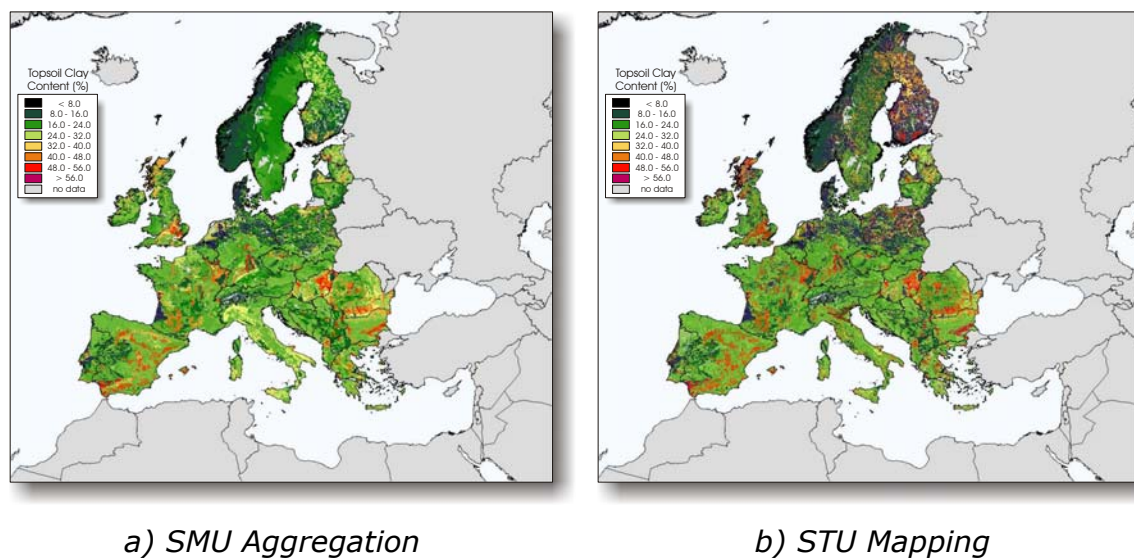 Topsoil Clay
Content (%)
< 8.0
8.0 - 16.0
16.0 - 24.0
24.0 - 32.0
32.0 - 40.0
40.0 - 48.0
48.0 - 56.0
> 56.0
no data
Topsoil Clay
Content (%)
< 8.0
8.0 - 16.0
16.0 - 24.0
24.0 - 32.0
32.0 - 40.0
40.0 - 48.0
48.0 - 56.0
> 56.0
no data
a) SMU Aggregation
b) STU Mapping